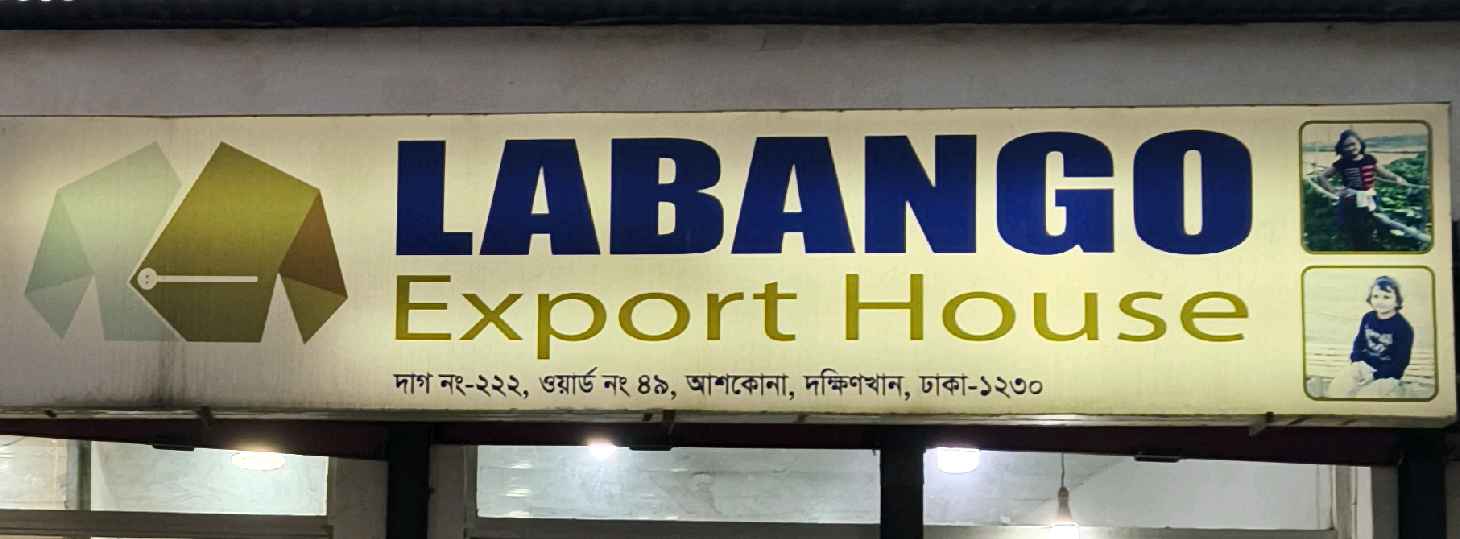 LABANGO
Export House
দাগ নং-২২২, ওয়ার্ড নং ৪৯, আশকোনা, দক্ষিণখান, ঢাকা-১২৩০